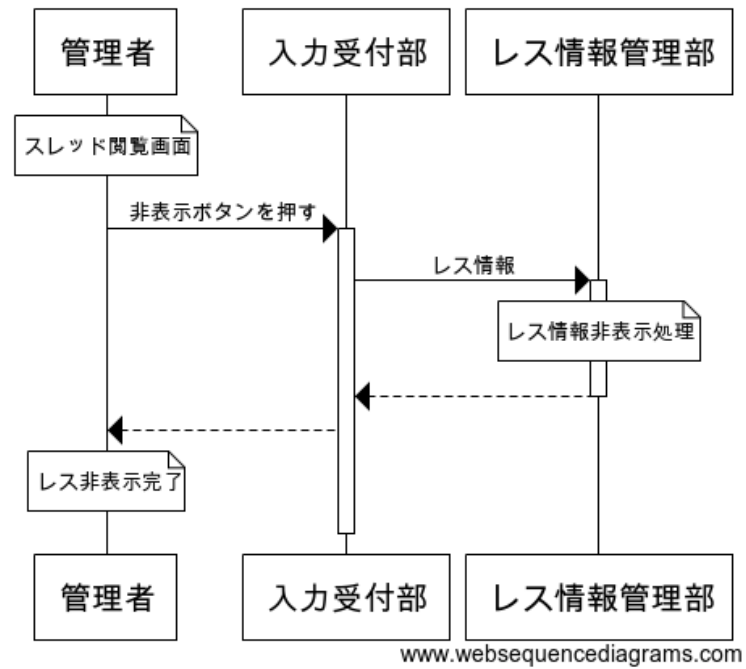 管理者
入力受付部
レス情報管理部
スレッド閲覧画面
非表示ボタンを押す
レス情報
レス情報非表示処理
レス非表示完了
管理者
入力受付部
レス情報管理部
www.websequencediagrams.com